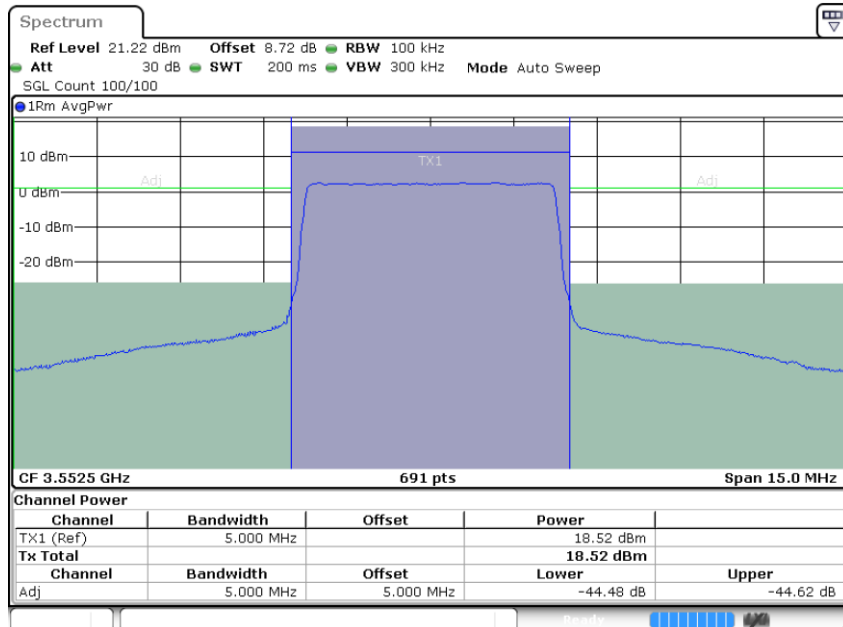 Spectrum
Ref Level 21.22 dBm Offset 8.72 dB RBW 100 kHz
Att 30 dB SWT 200 ms VBW 300 kHz Mode Auto Sweep
SGL Count 100/100
1Rm AvgPwr
10 dBm
TX1
Adj Adj
0 dBm
-10 dBm
-20 dBm
CF 3.5525 GHz 691 pts Span 15.0 MHz
Channel Power
Channel Bandwidth Offset Power
TX1 (Ref) 5.000 MHz 18.52 dBm
Tx Total 18.52 dBm
Channel Bandwidth Offset Lower Upper
Adj 5.000 MHz 5.000 MHz -44.48 dB -44.62 dB
Ready